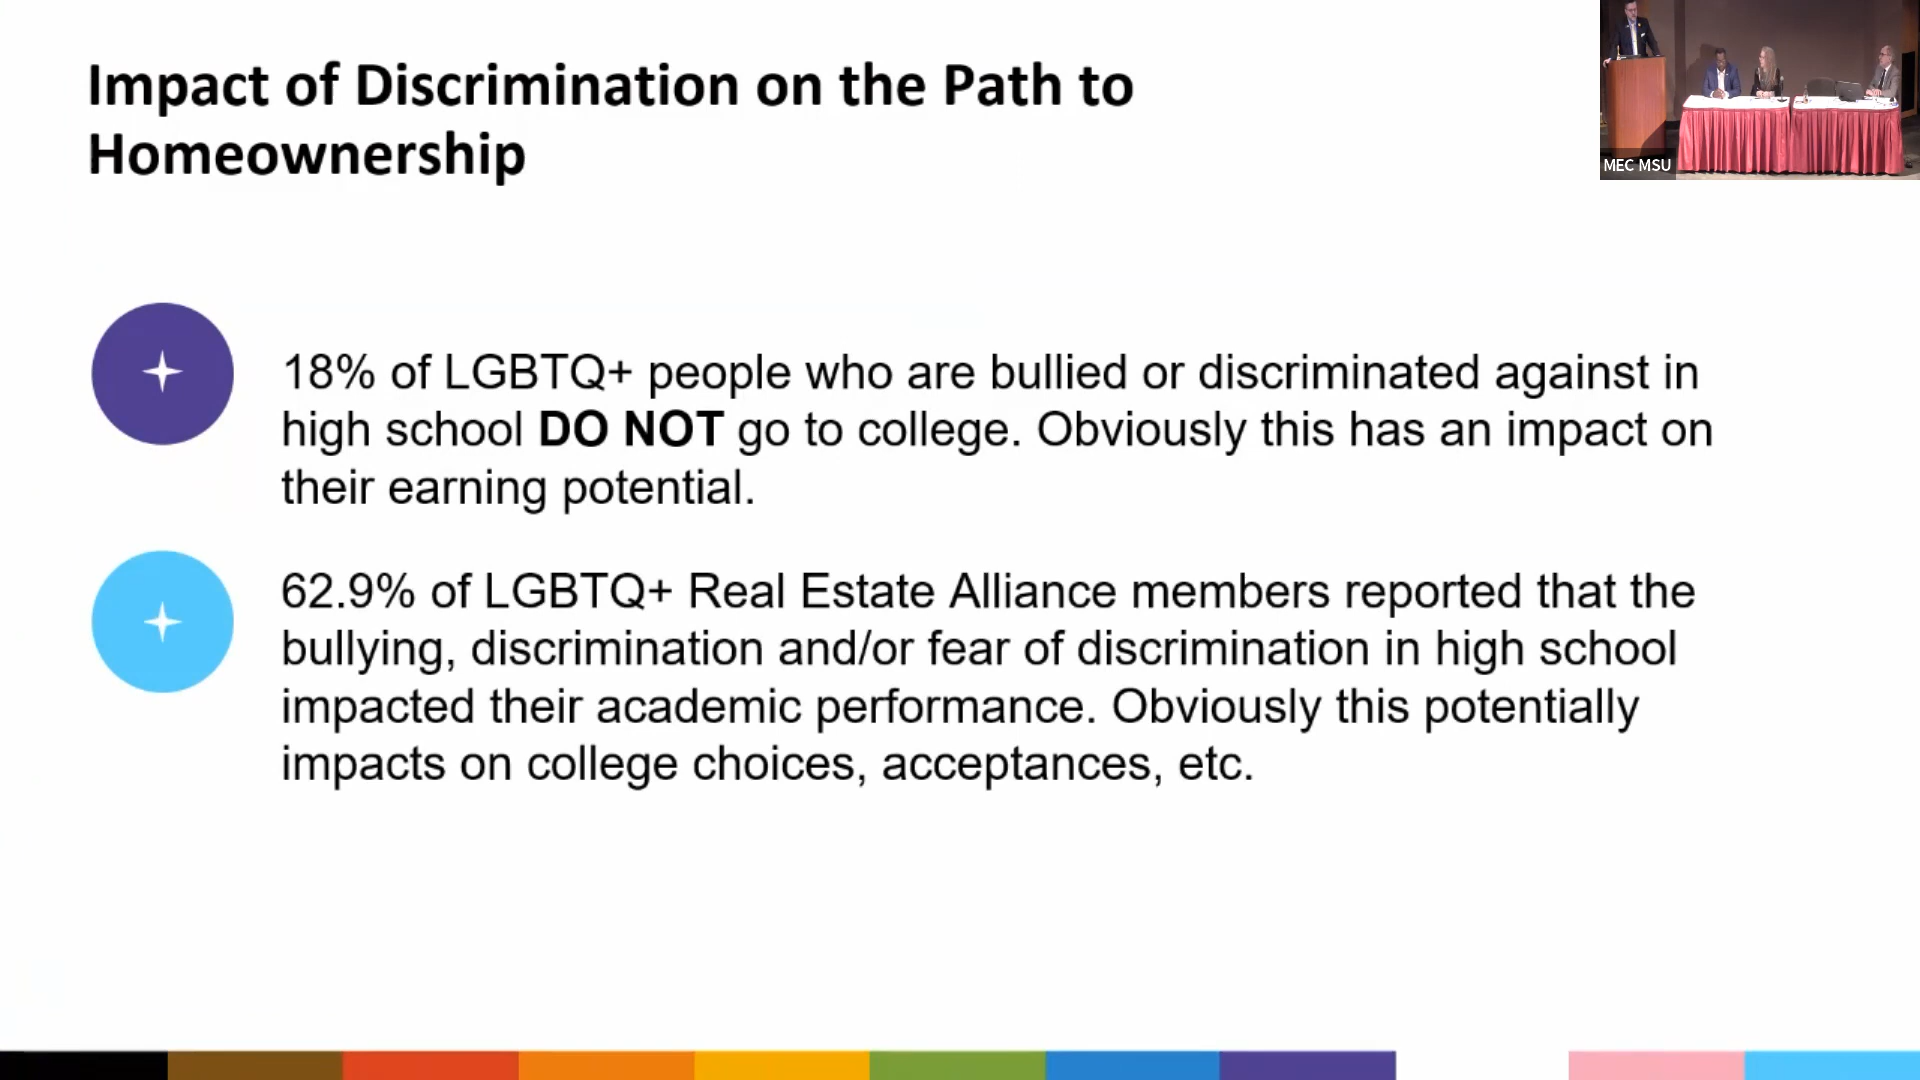 Impact of Discrimination on the Path to
Homeownership
MEC MSU
18% of LGBTQ+ people who are bullied or discriminated against in
high school DO NOT go to college. Obviously this has an impact on
their earning potential.
62.9% of LGBTQ+ Real Estate Alliance members reported that the
bullying, discrimination and/or fear of discrimination in high school
impacted their academic performance. Obviously this potentially
impacts on college choices, acceptances, etc.